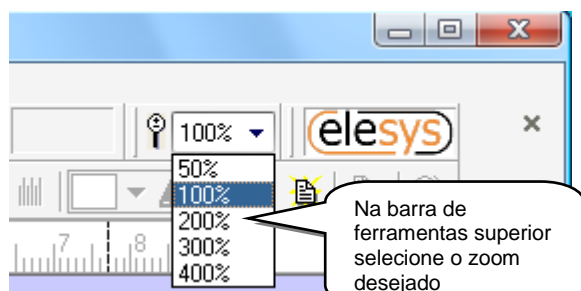 100%
elesys
50%
100%
200%
300%
400%
7
8
Na barra de
ferramentas superior
selecione o zoom
desejado